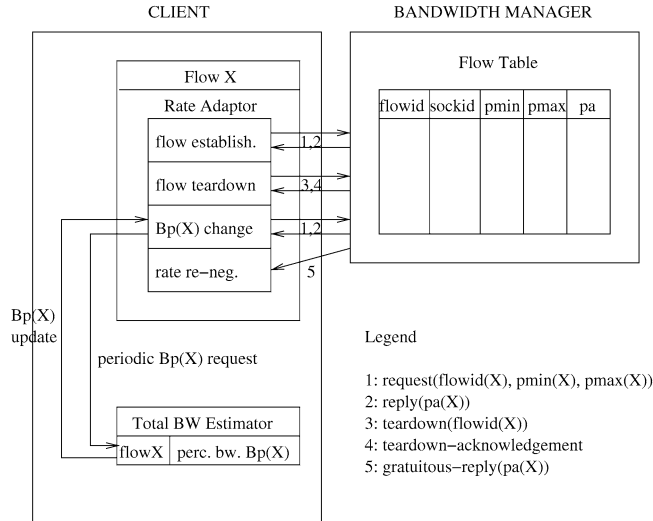 CLIENT
BANDWIDTH MANAGER
Flow X
Rate Adaptor
flow establish.
flow teardown
Bp(X) change
rate re-neg.
1,2
3,4
1,2
5
Flow Table
flowid sockid pmin pmax pa
Bp(X)
update
periodic Bp(X) request
Total BW Estimator
flowX perc. bw. Bp(X)
Legend
1: request(flowid(X), pmin(X), pmax(X))
2: reply(pa(X))
3: teardown(flowid(X))
4: teardown-acknowledgement
5: gratuitous-reply(pa(X))